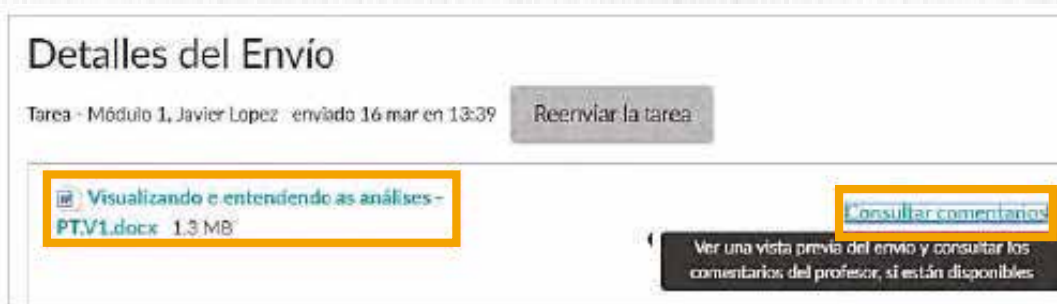 Detalles del Envío
Tarea - Módulo 1, Javier Lopez enviado 16 mar en 13:39 Reenviar la tarea
Visualizando e entendendo as análises -
PT.V1.docx 1.3 MB
Consultar comentarios
Ver una vista previa del envío y consultar los
comentarios del profesor, si están disponibles